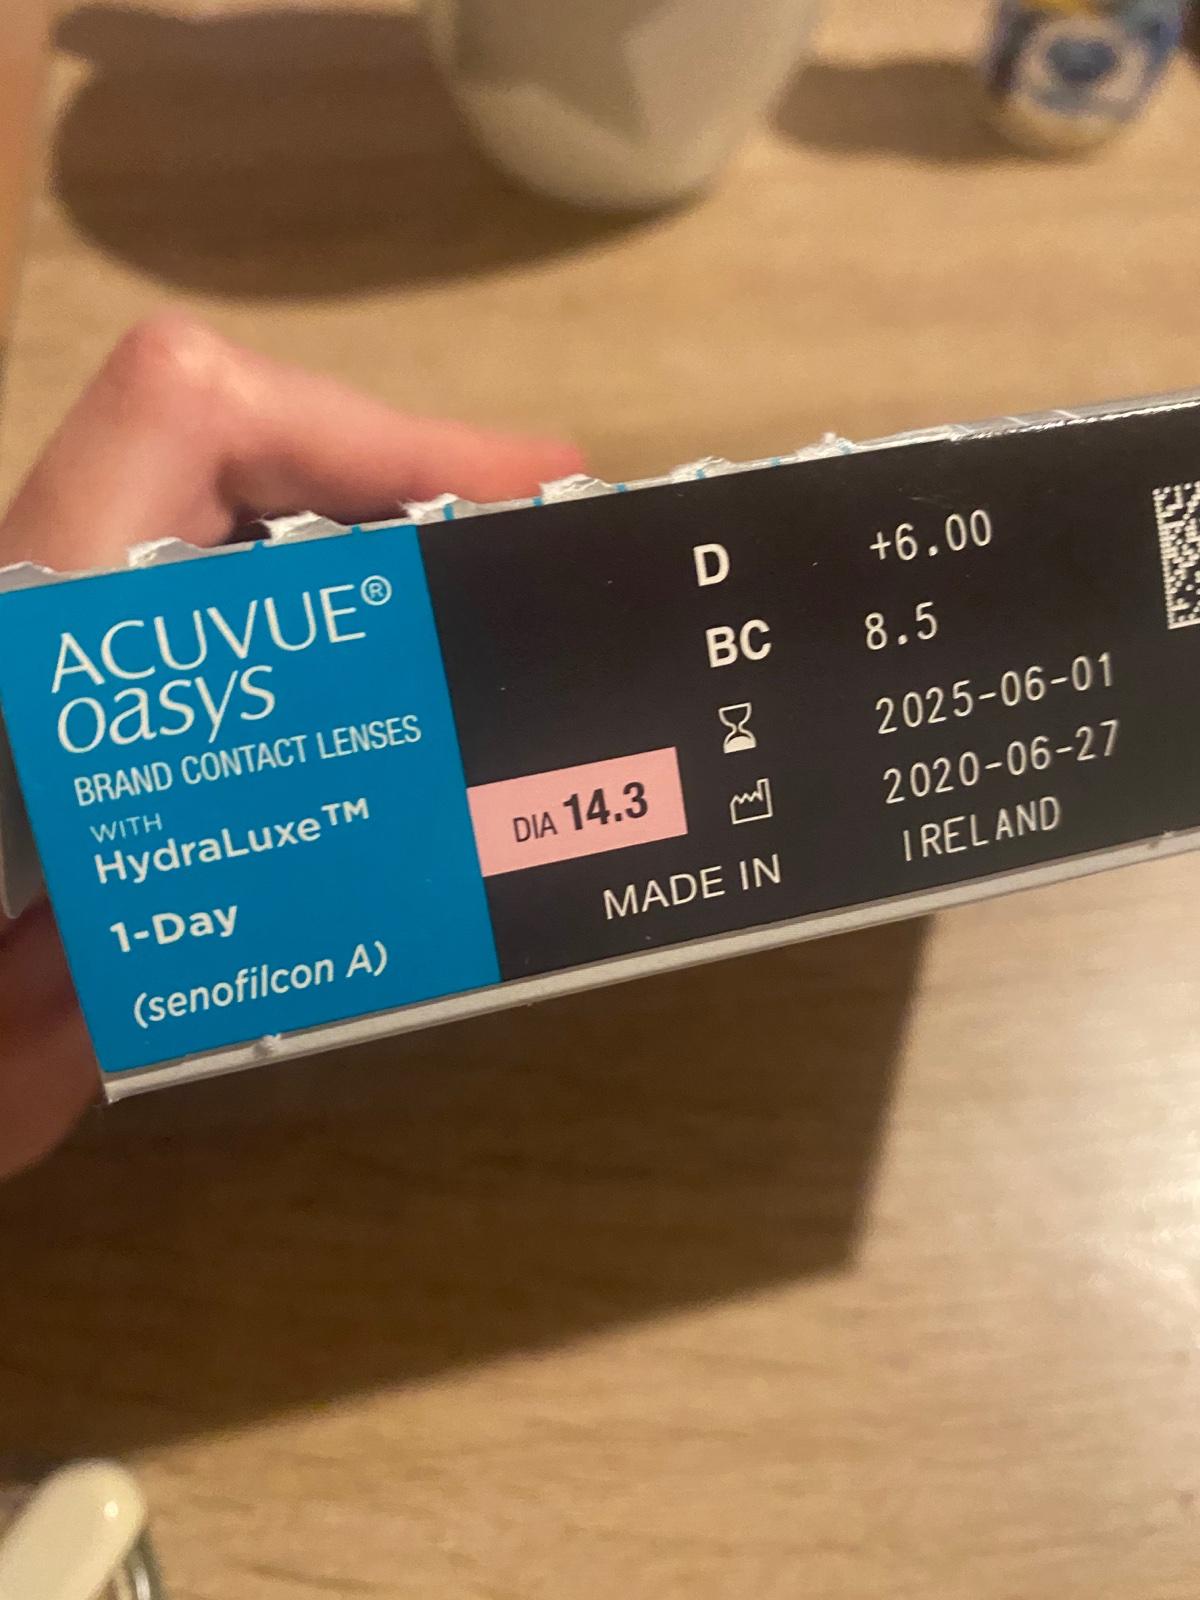 ACUVUE®
oasys
BRAND CONTACT LENSES
WITH
HydraLuxe™
1-Day
(senofilcon A)
DIA 14.3
D +6.00
BC 8.5
2025-06-01
2020-06-27
MADE IN IRELAND